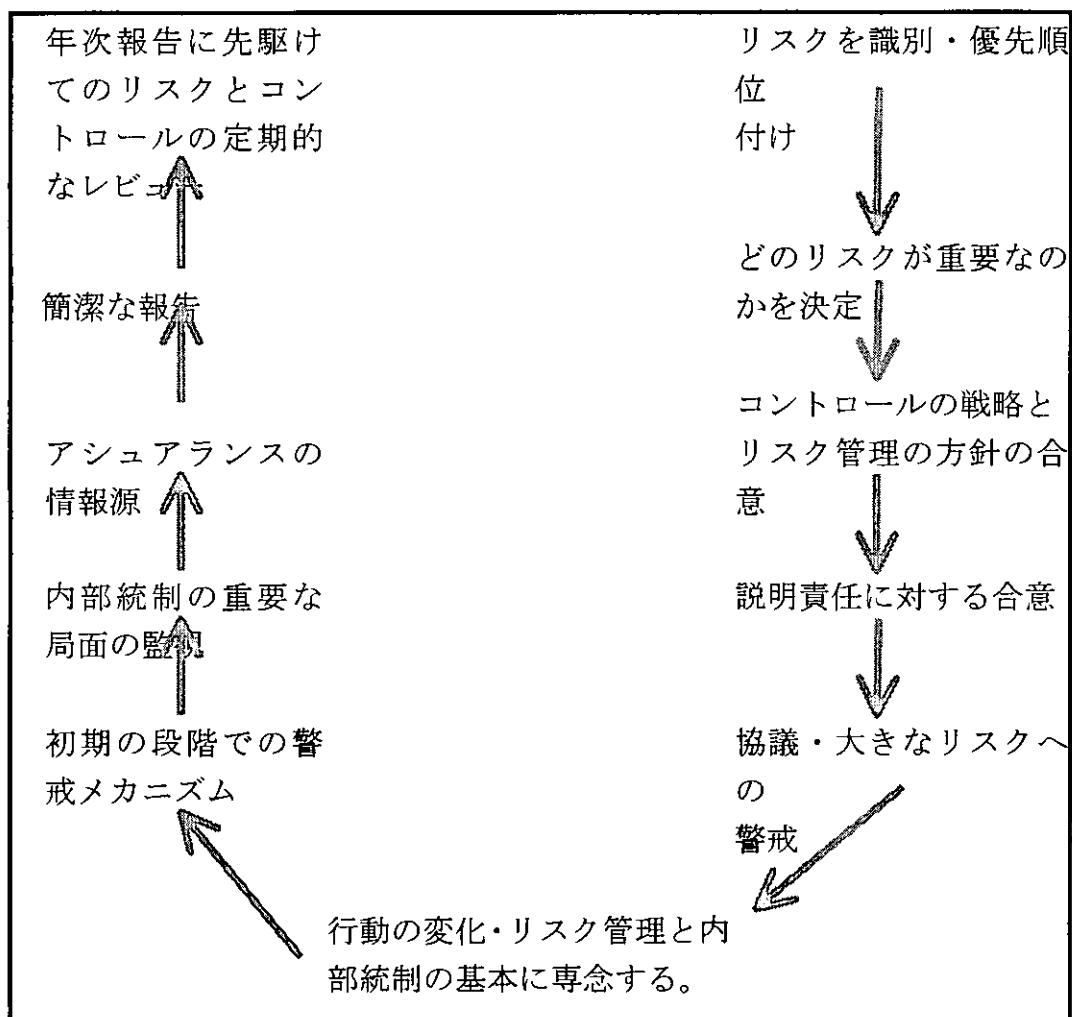 年次報告に先駆け
てのリスクとコン
トロールの定期的
なレビュー
簡潔な報告
アシュアランスの
情報源
内部統制の重要な
局面の監視
初期の段階での警
戒メカニズム
リスクを識別・優先順
位
付け
どのリスクが重要なの
かを決定
コントロールの戦略と
リスク管理の方針の合
意
説明責任に対する合意
協議・大きなリスクへ
の
警戒
行動の変化・リスク管理と内
部統制の基本に専念する。